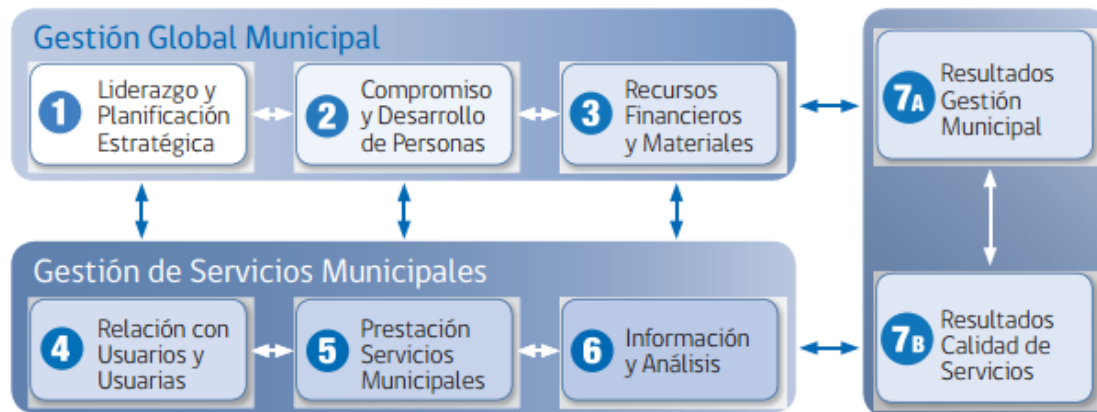 Gestión Global Municipal
1
Liderazgo y
Planificación
Estratégica
2
Compromiso
y Desarrollo
de Personas
3
Recursos
Financieros
y Materiales
7A
Resultados
Gestión
Municipal
Gestión de Servicios Municipales
4
Relación con
Usuarios y
Usuarias
5
Prestación
Servicios
Municipales
6
Información
y Análisis
7B
Resultados
Calidad de
Servicios